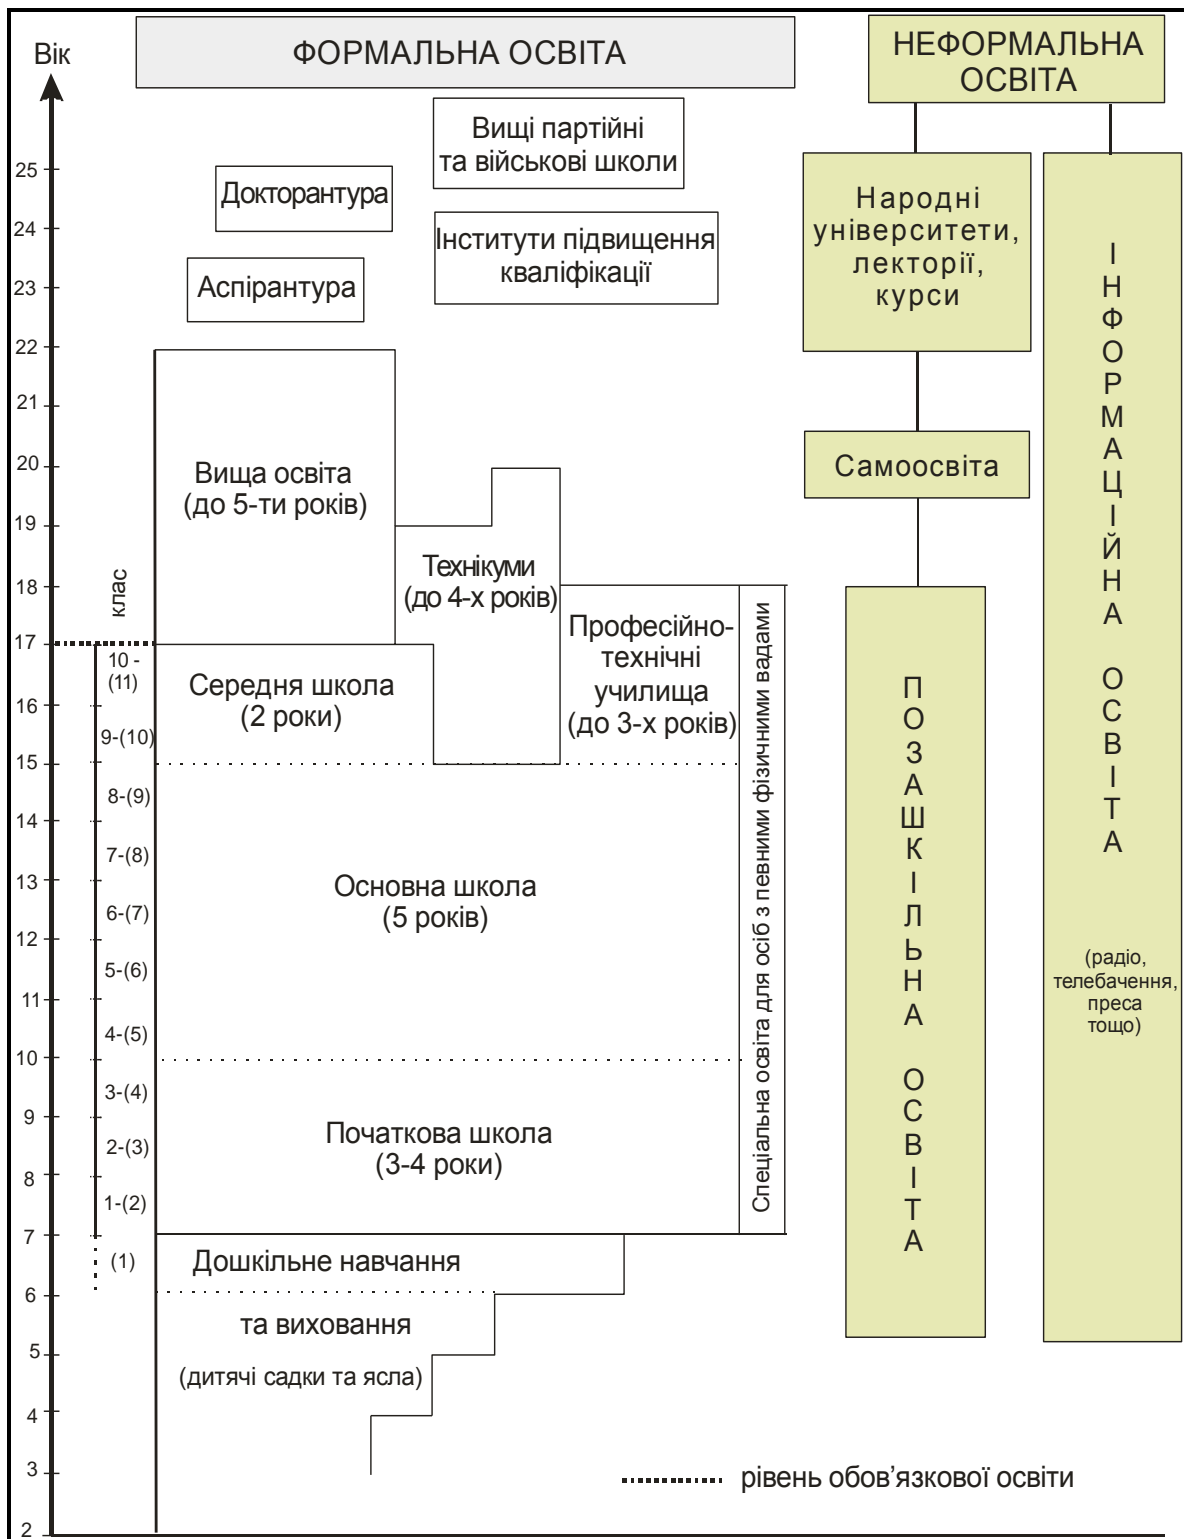 Вік
ФОРМАЛЬНА ОСВІТА
НЕФОРМАЛЬНА
ОСВІТА
Вищі партійні
та військові школи
Докторантура
Інститути підвищення
кваліфікації
Аспірантура
Народні
університети,
лекторії,
курси
Самоосвіта
ІНФОРМАЦІЙНА ОСВІТА
(радіо,
телебачення,
преса
тощо)
ПОЗАШКІЛЬНА ОСВІТА
25
24
23
22
21
20
19
18
17
16
15
14
13
12
11
10
9
8
7
6
5
4
3
2
клас
10 -
(11)
9-(10)
8-(9)
7-(8)
6-(7)
5-(6)
4-(5)
3-(4)
2-(3)
1-(2)
(1)
Вища освіта
(до 5-ти років)
Технікуми
(до 4-х років)
Професійно-
технічні
училища
(до 3-х років)
Середня школа
(2 роки)
Спеціальна освіта для осіб з певними фізичними вадами
Основна школа
(5 років)
Початкова школа
(3-4 роки)
Дошкільне навчання
та виховання
(дитячі садки та ясла)
рівень обов’язкової освіти